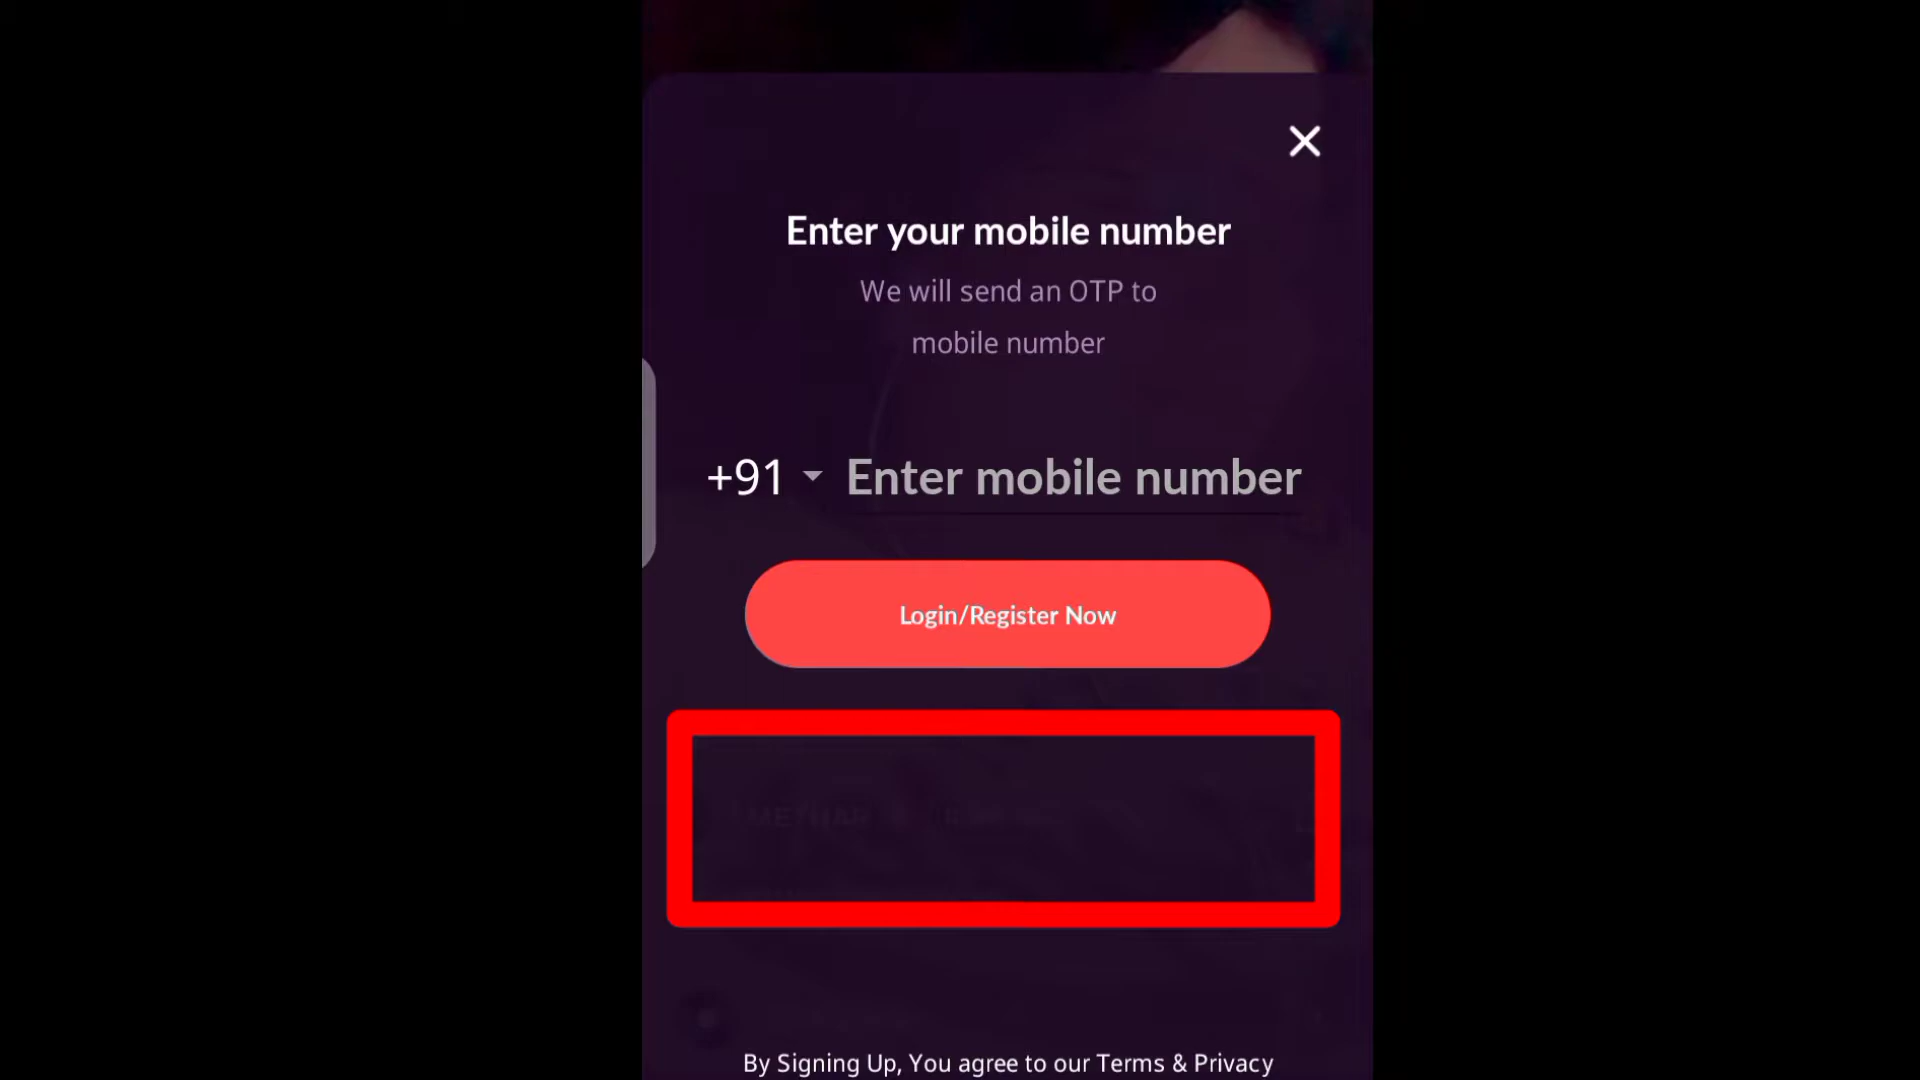 Enter your mobile number
We will send an OTP to
mobile number
+91 Enter mobile number
Login/Register Now
By Signing Up, You agree to our Terms & Privacy